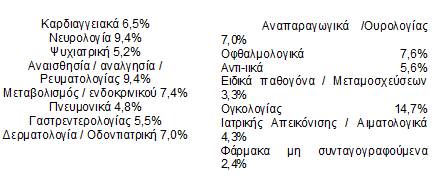 Καρδιαγγειακά 6,5%
Νευρολογία 9,4%
Ψυχιατρική 5,2%
Αναισθησία / αναλγησία /
Ρευματολογίας 9,4%
Μεταβολισμός / ενδοκρινικού 7,4%
Πνευμονικά 4,8%
Γαστρεντερολογίας 5,5%
Δερματολογία / Οδοντιατρική 7,0%
Αναπαραγωγικά /Ουρολογίας
7,0%
Οφθαλμολογικά 7,6%
Αντι-ιικά 5,6%
Ειδικά παθογόνα / Μεταμοσχεύσεων
3,3%
Ογκολογίας 14,7%
Ιατρικής Απεικόνισης / Αιματολογικά
4,3%
Φάρμακα μη συνταγογραφούμενα
2,4%